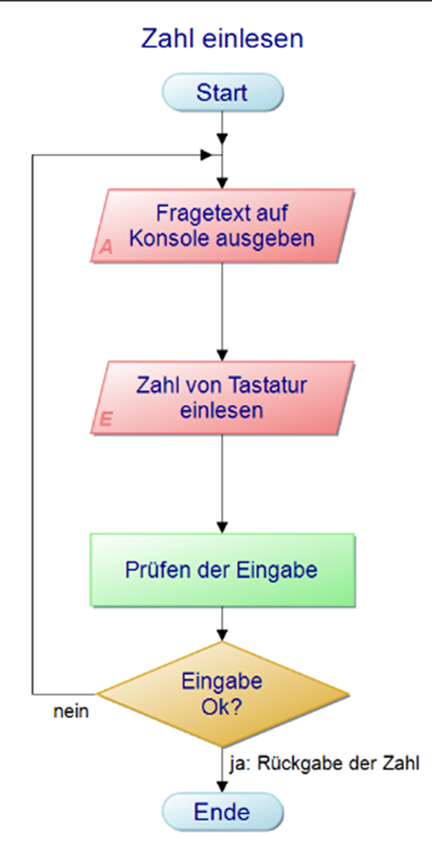 Zahl einlesen
Start
Fragetext auf
Konsole ausgeben
A
Zahl von Tastatur
einlesen
E
Prüfen der Eingabe
Eingabe
Ok?
nein
ja: Rückgabe der Zahl
Ende